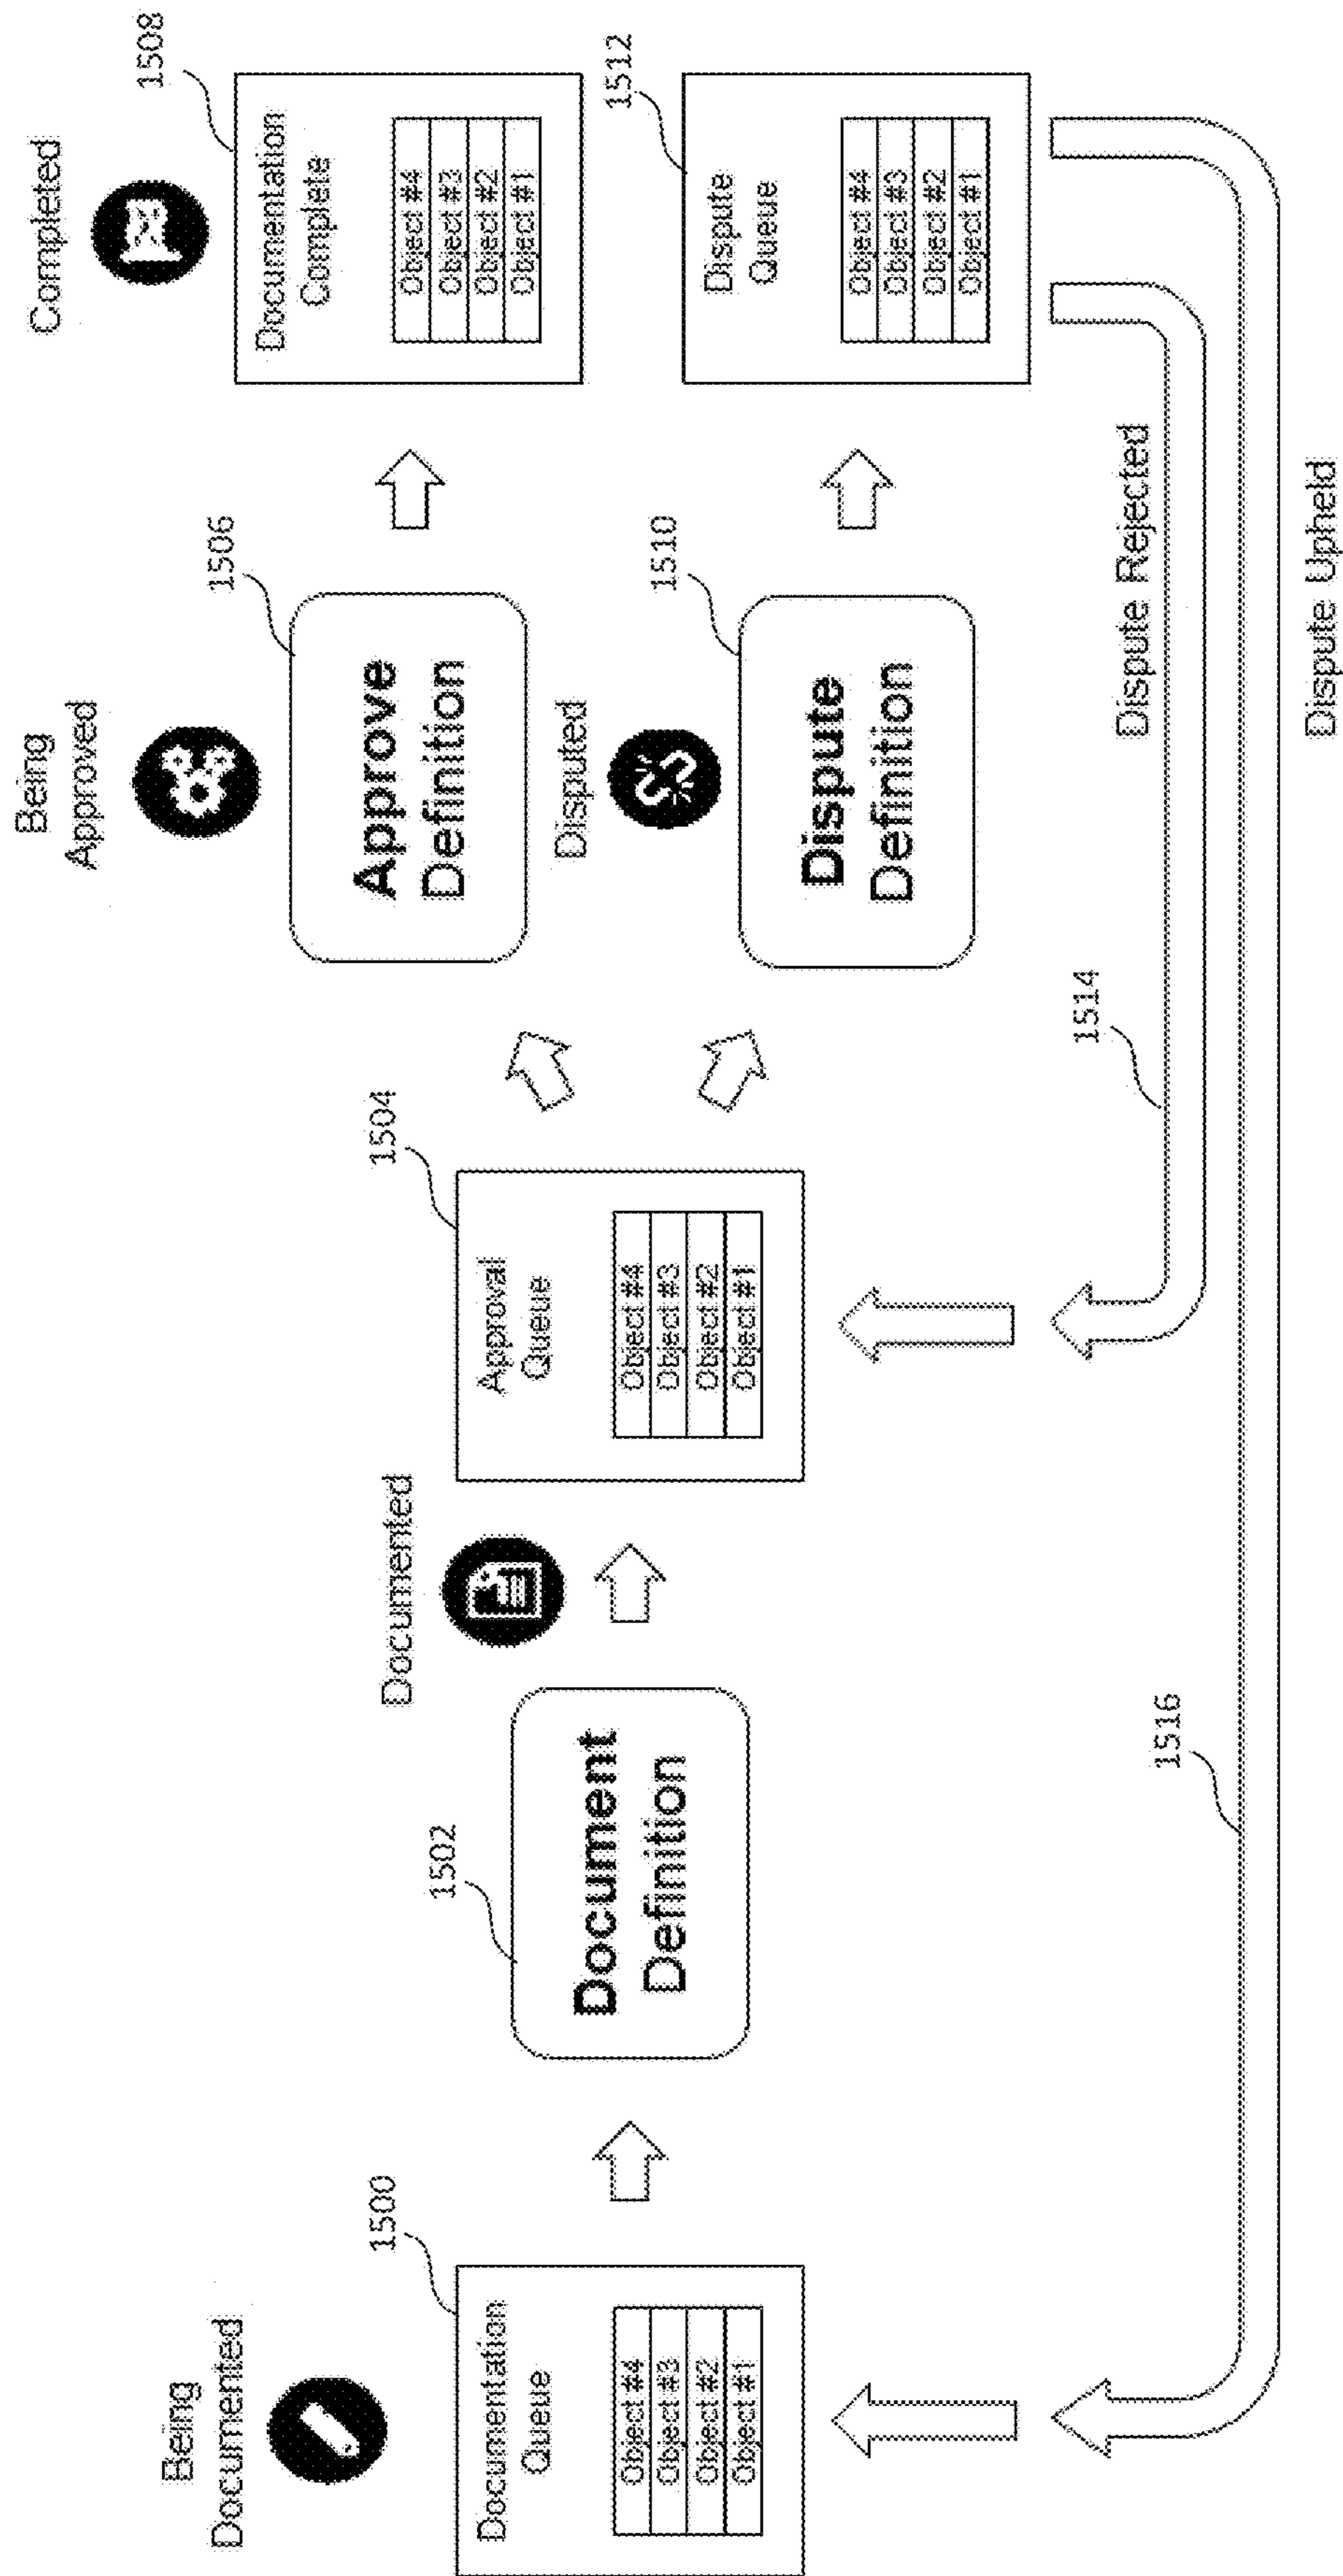 Being
Documented
1500
Documentation
Queue
Object #4
Object #3
Object #2
Object #1
1502
Document
Definition
Documented
1504
Approval
Queue
Object #4
Object #3
Object #2
Object #1
Being
Approved
1506
Approve
Definition
Completed
1508
Documentation
Complete
Object #4
Object #3
Object #2
Object #1
Disputed
1510
Dispute
Definition
1512
Dispute
Queue
Object #4
Object #3
Object #2
Object #1
1514
Dispute Rejected
1516
Dispute Upheld